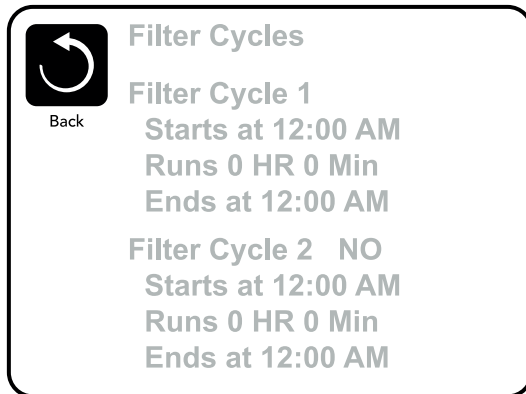 Filter Cycles
Back
Filter Cycle 1
Starts at 12:00 AM
Runs 0 HR 0 Min
Ends at 12:00 AM
Filter Cycle 2 NO
Starts at 12:00 AM
Runs 0 HR 0 Min
Ends at 12:00 AM